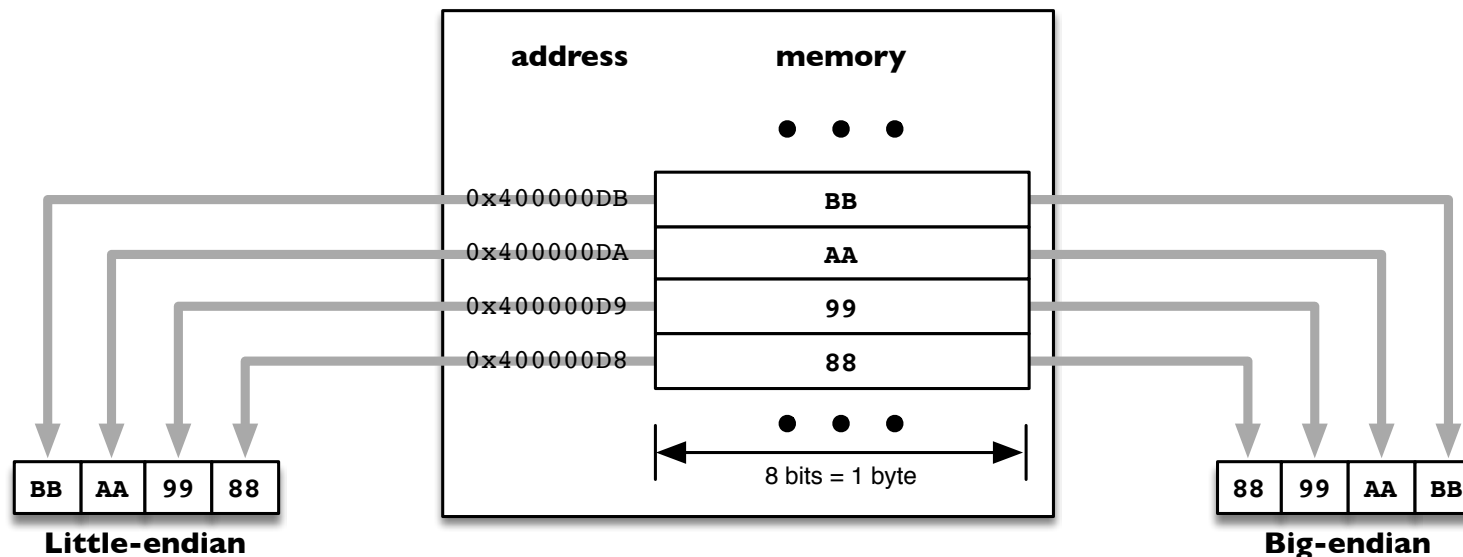 address memory
• • •
0x400000DB BB
0x400000DA AA
0x400000D9 99
0x400000D8 88
• • •
8 bits = 1 byte
BB AA 99 88 88 99 AA BB
Little-endian Big-endian